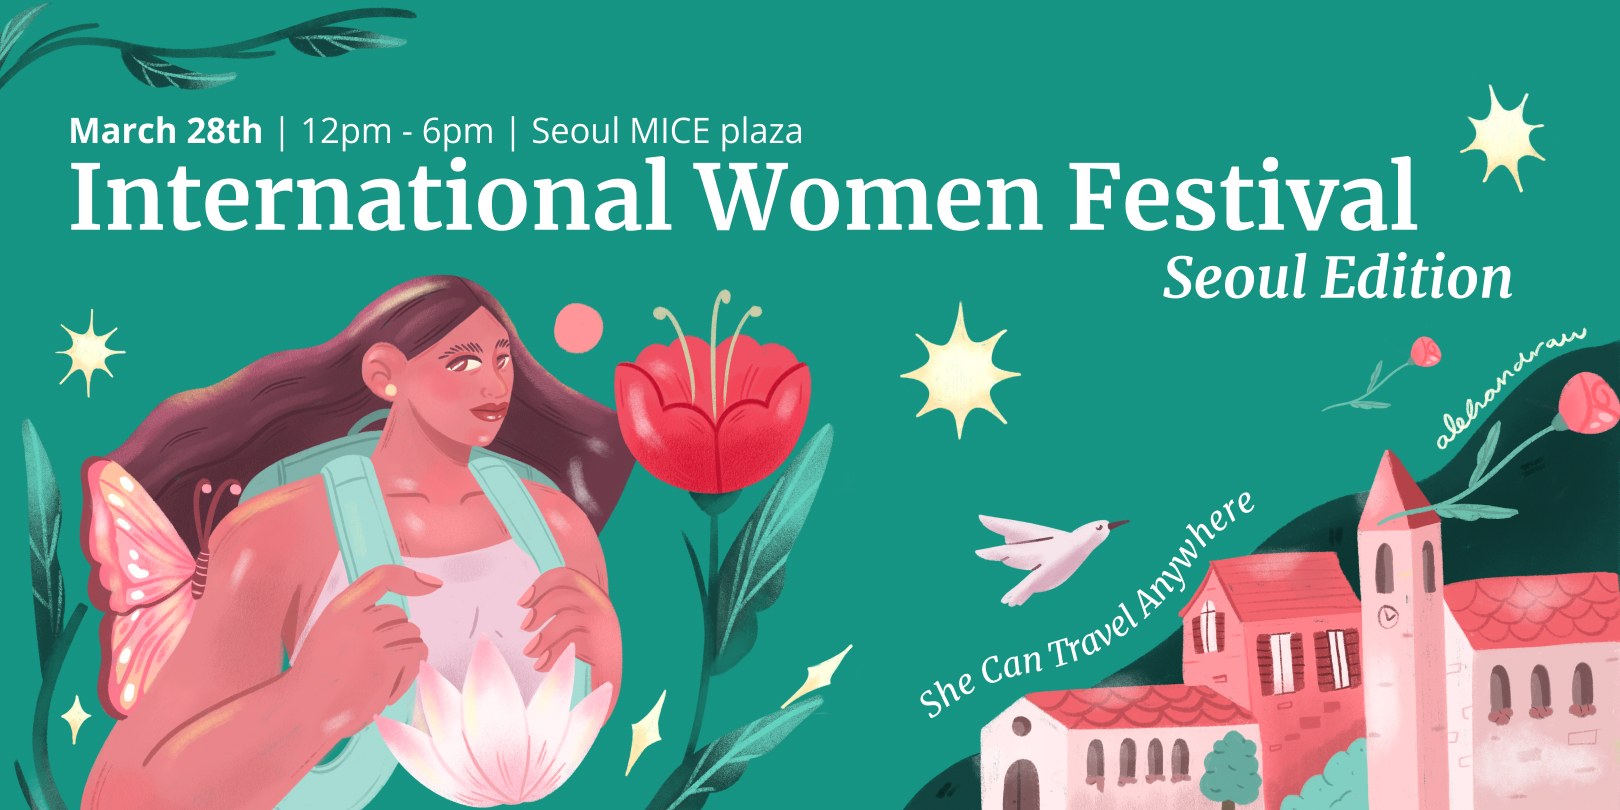 March 28th | 12pm - 6pm | Seoul MICE plaza
International Women Festival
Seoul Edition
alehandraw
She Can Travel Anywhere